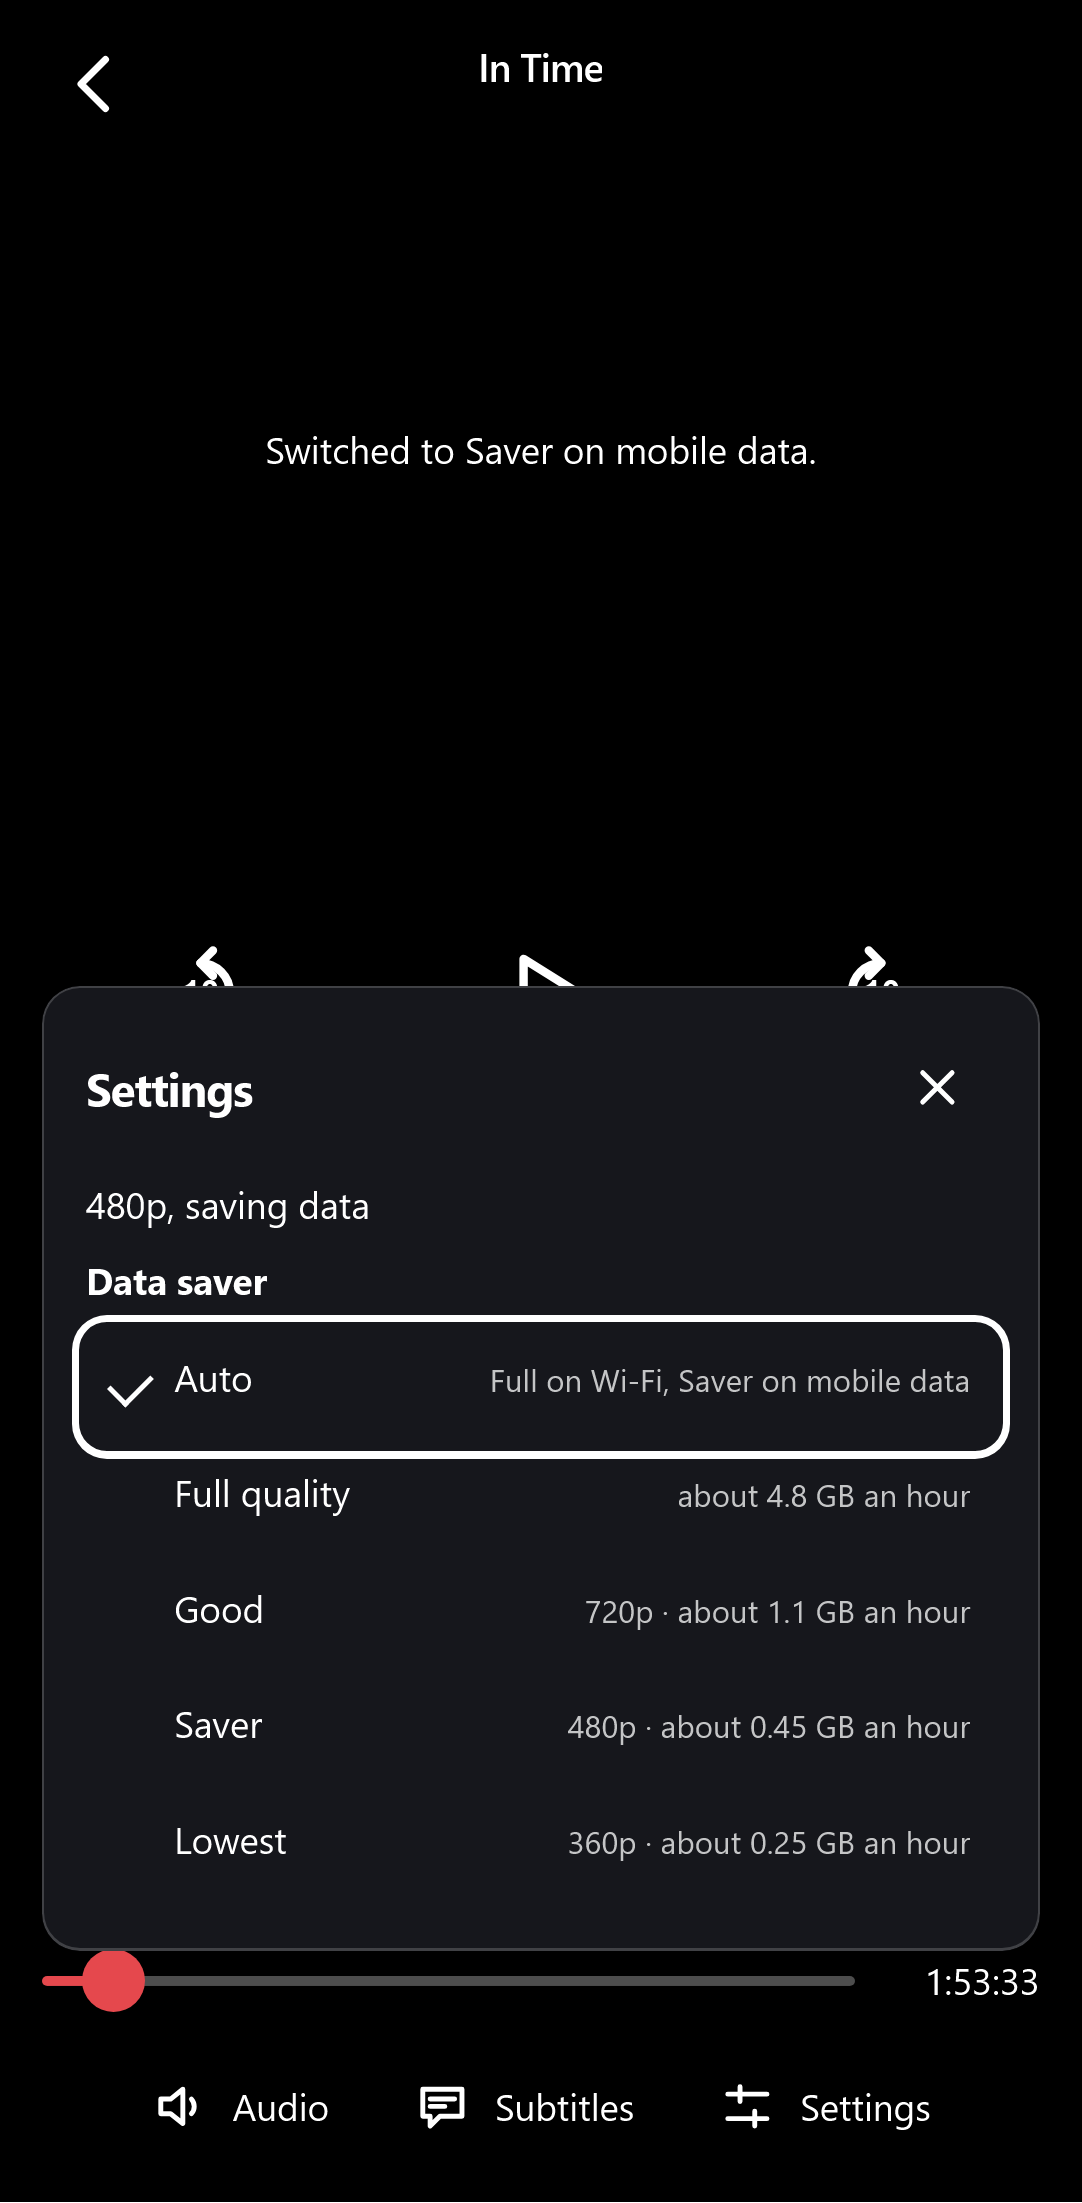 In Time
Switched to Saver on mobile data.
Settings
480p, saving data
Data saver
Auto Full on Wi-Fi, Saver on mobile data
Full quality about 4.8 GB an hour
Good 720p · about 1.1 GB an hour
Saver 480p · about 0.45 GB an hour
Lowest 360p · about 0.25 GB an hour
1:53:33
Audio Subtitles Settings